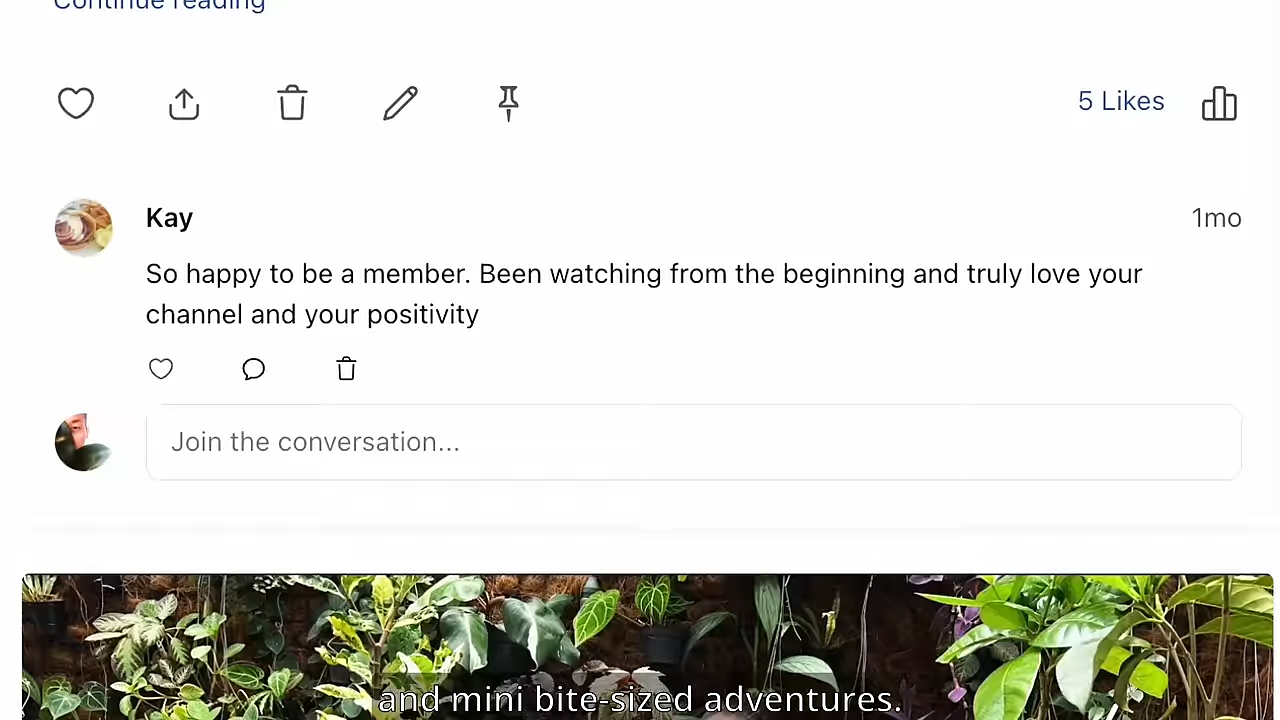 Continue reading
5 Likes
Kay
1mo
So happy to be a member. Been watching from the beginning and truly love your
channel and your positivity
Join the conversation...
and mini bite-sized adventures.